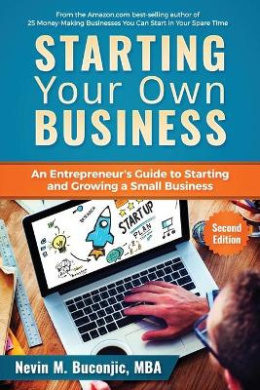 From the Amazon.com best-selling author of
25 Money-Making Businesses You Can Start in Your Spare Time
STARTING
Your Own
BUSINESS
An Entrepreneur's Guide to Starting
and Growing a Small Business
STARTUP
PLAN
Second
Edition
Nevin M. Buconjic, MBA